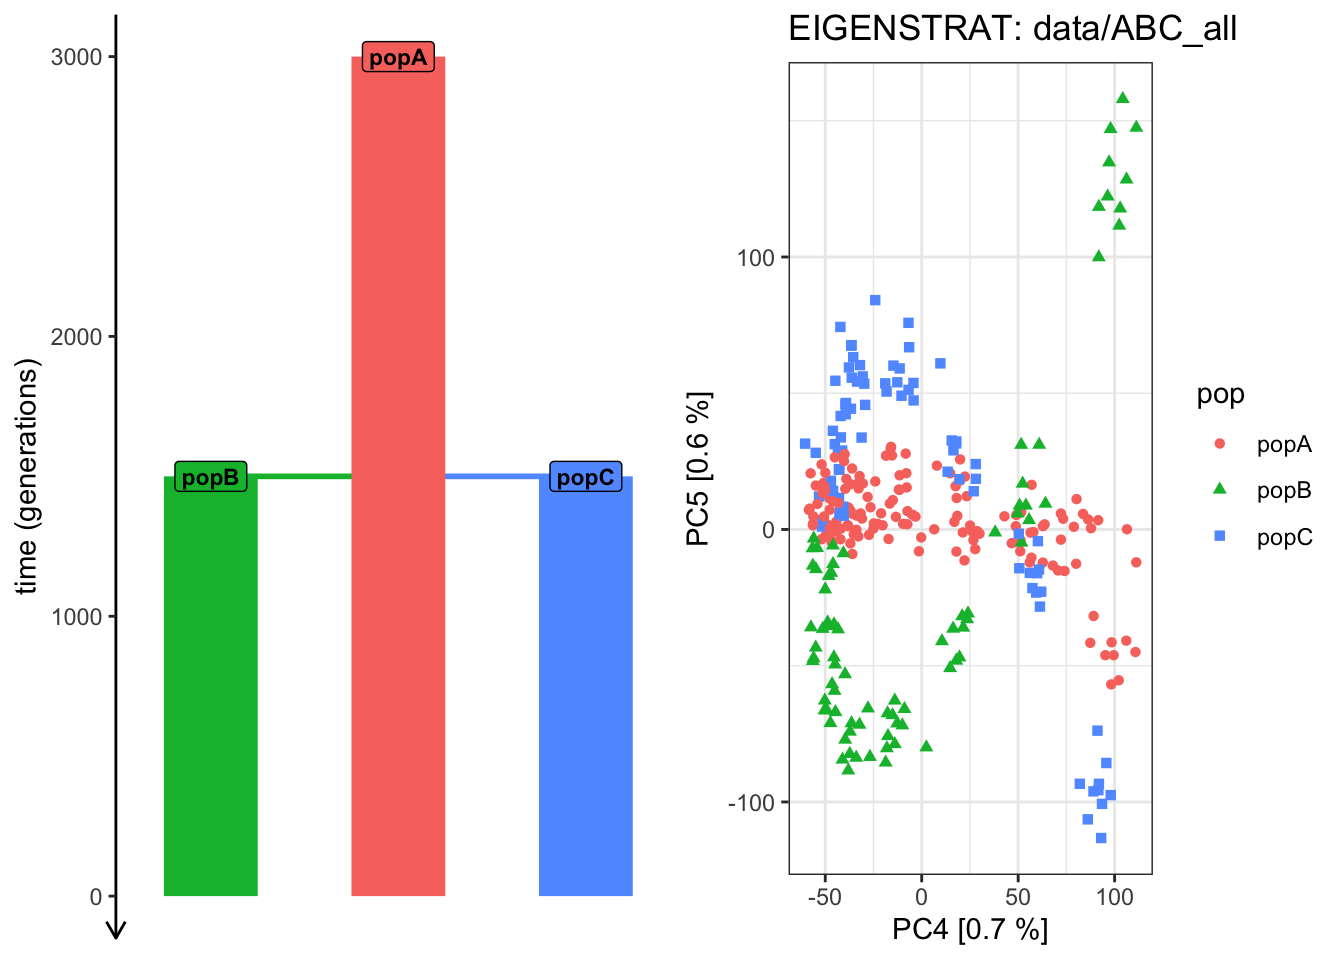 time (generations)
3000
2000
1000
0
popA
popB
popC
EIGENSTRAT: data/ABC_all
PC5 [0.6 %]
100
0
-100
-50 0 50 100
PC4 [0.7 %]
pop
popA
popB
popC